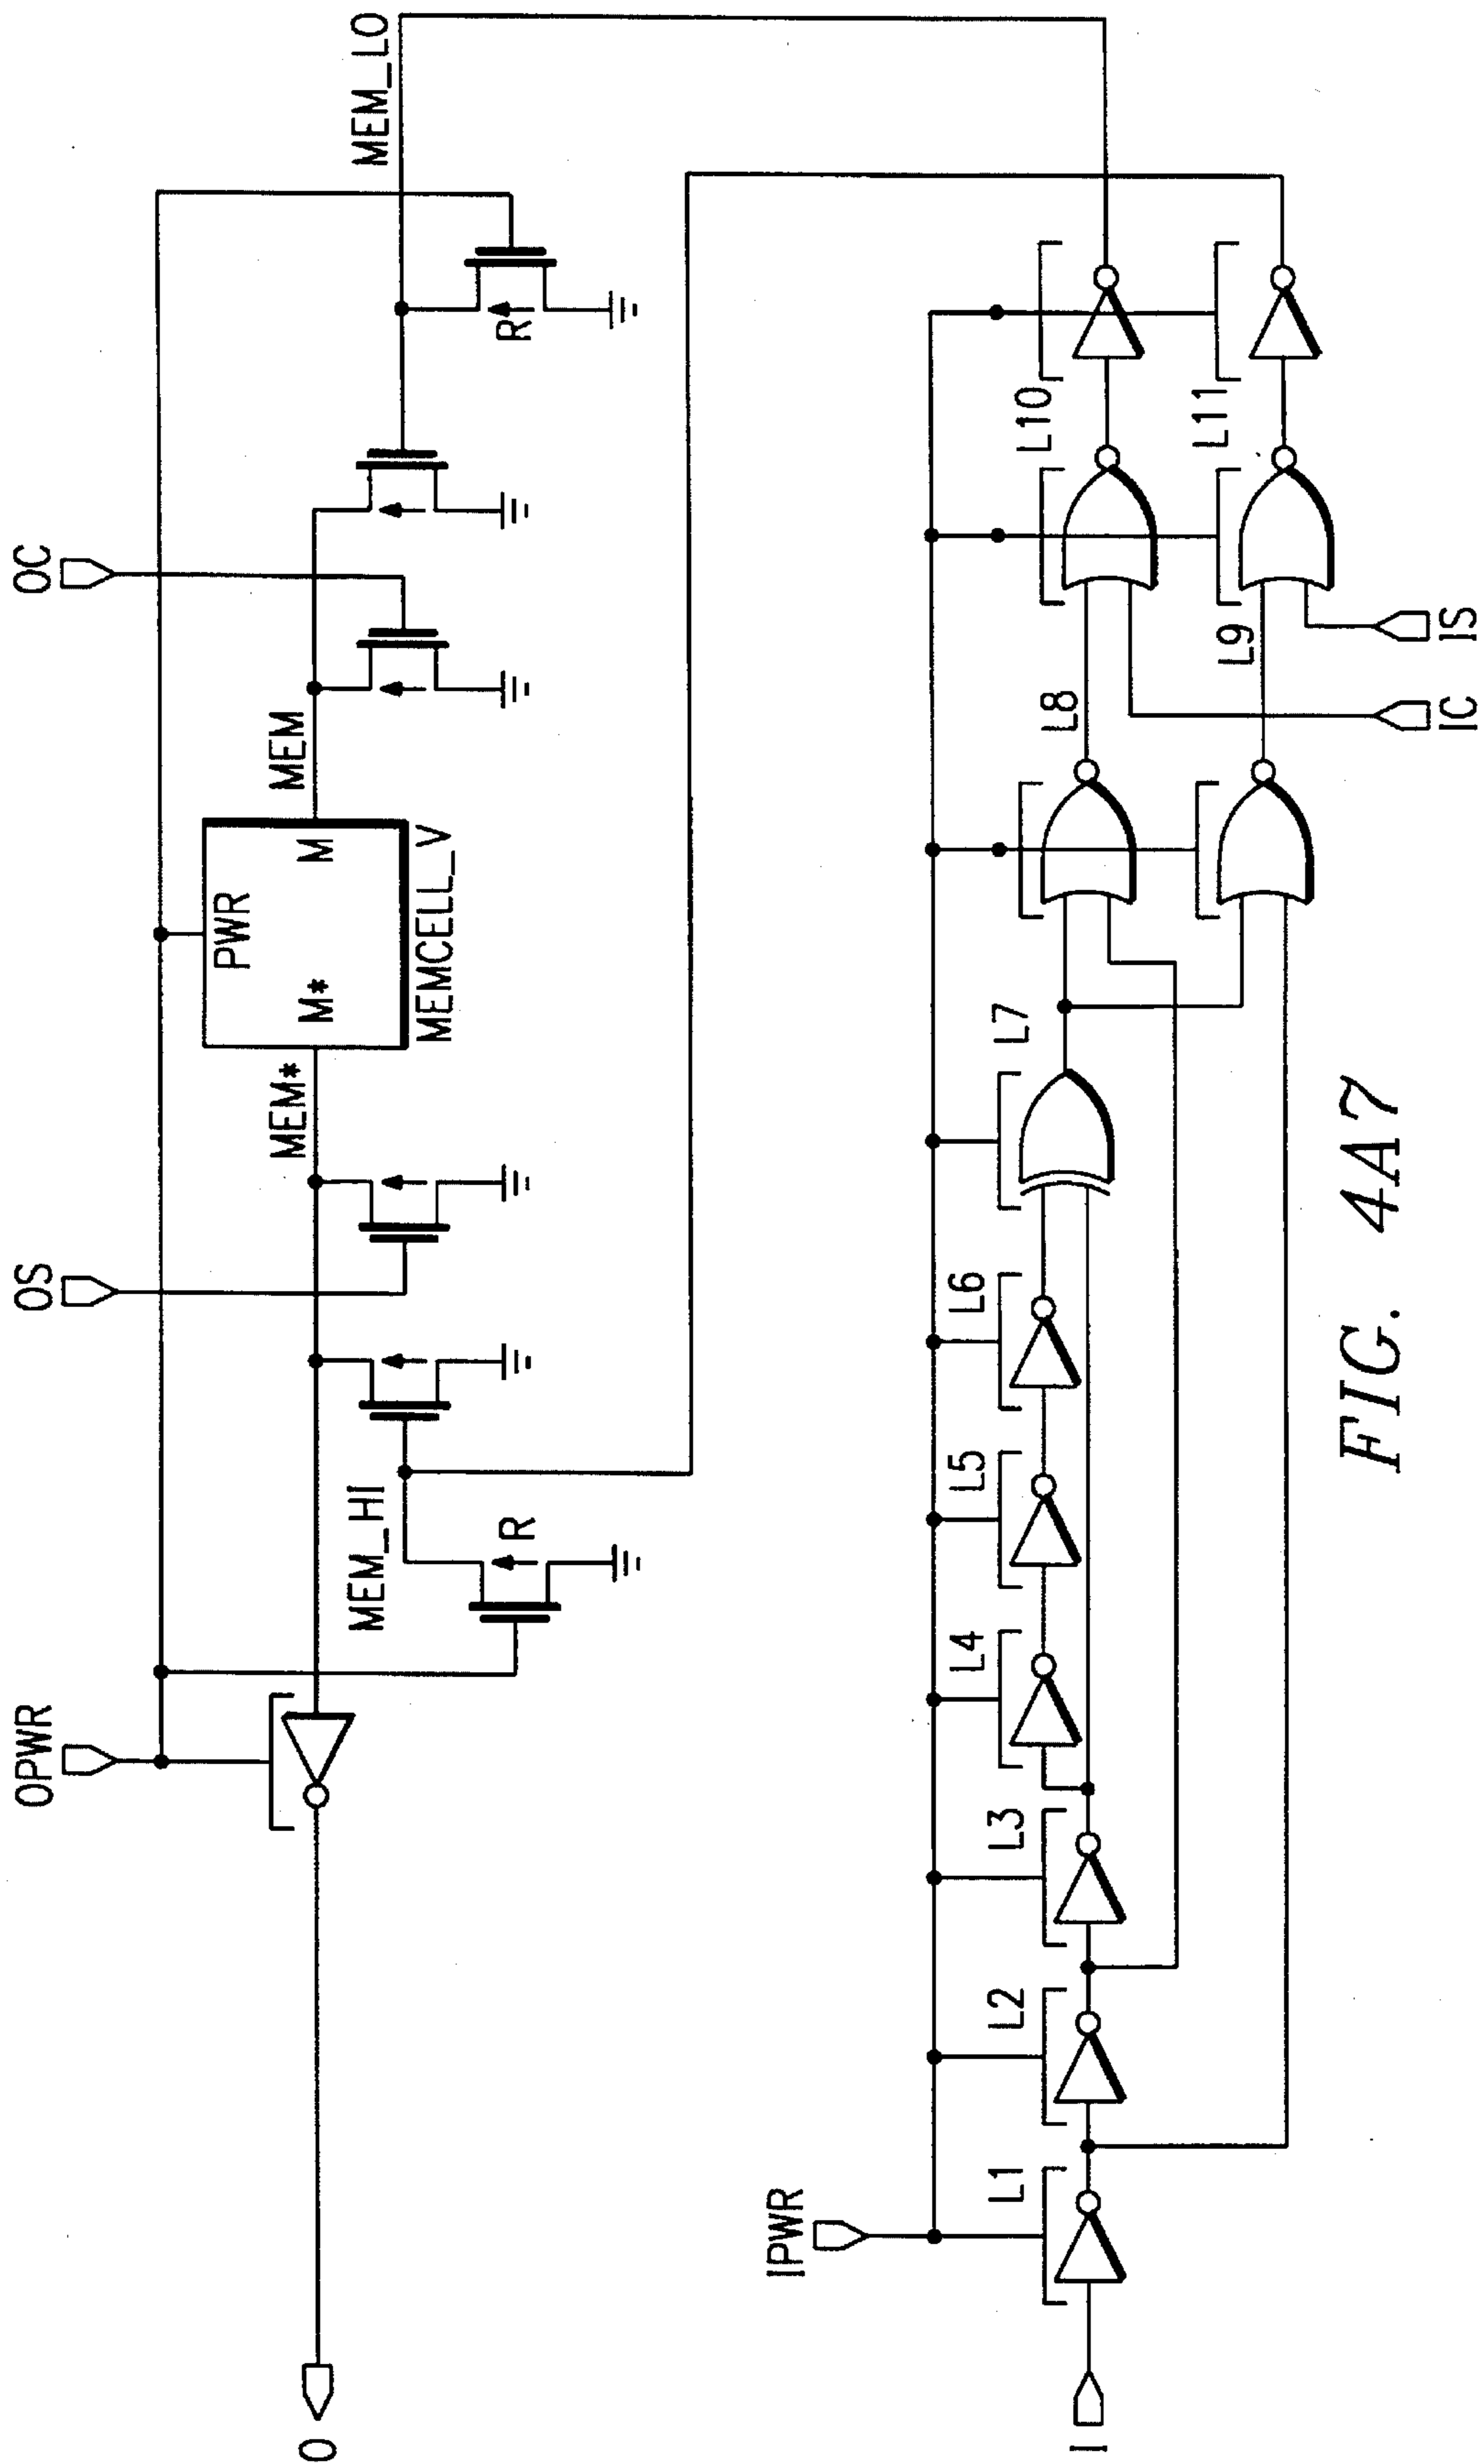 OPWR
OS
OC
MEM_HI
R
MEM*
PWR
M*
M
MEMCELL_V
MEM
MEM_LO
R
O
IPWR
L1
L2
L3
L4
L5
L6
L7
L8
L9
L10
L11
I
IC
IS
FIG. 4A7